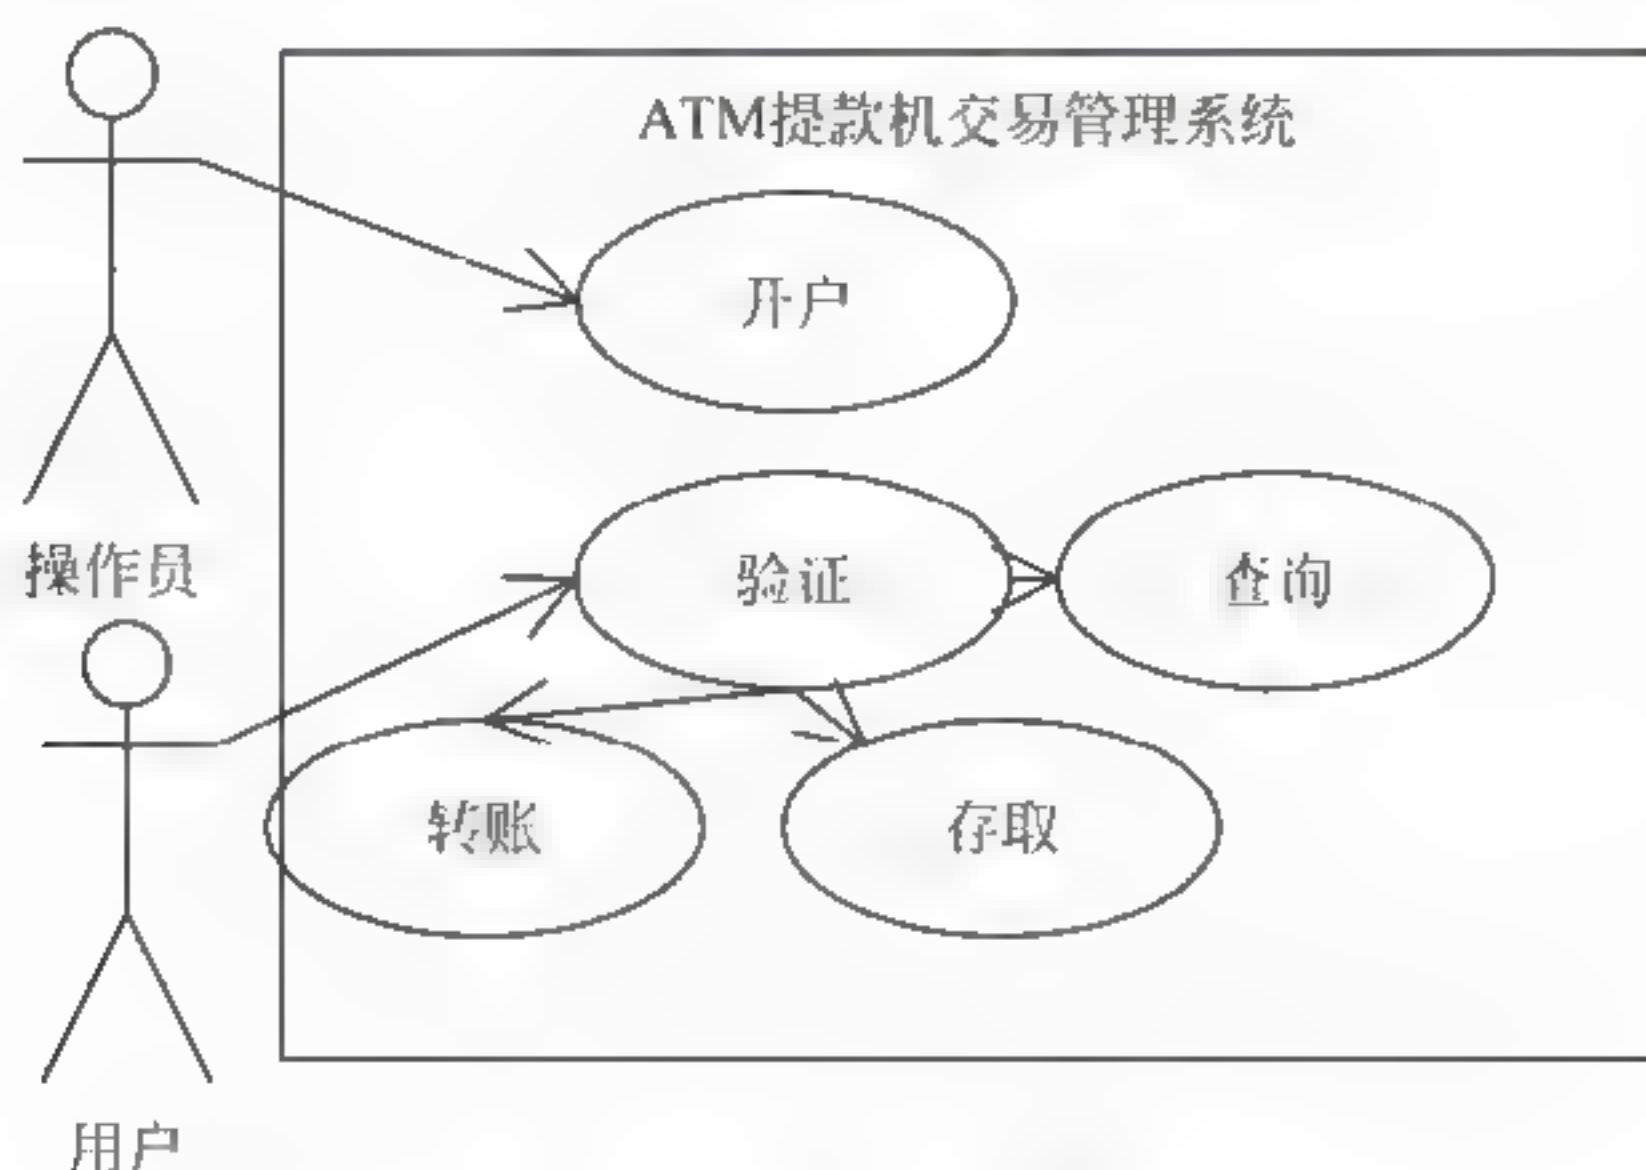 ATM提款机交易管理系统
开户
操作员
验证
查询
转账
存取
用户